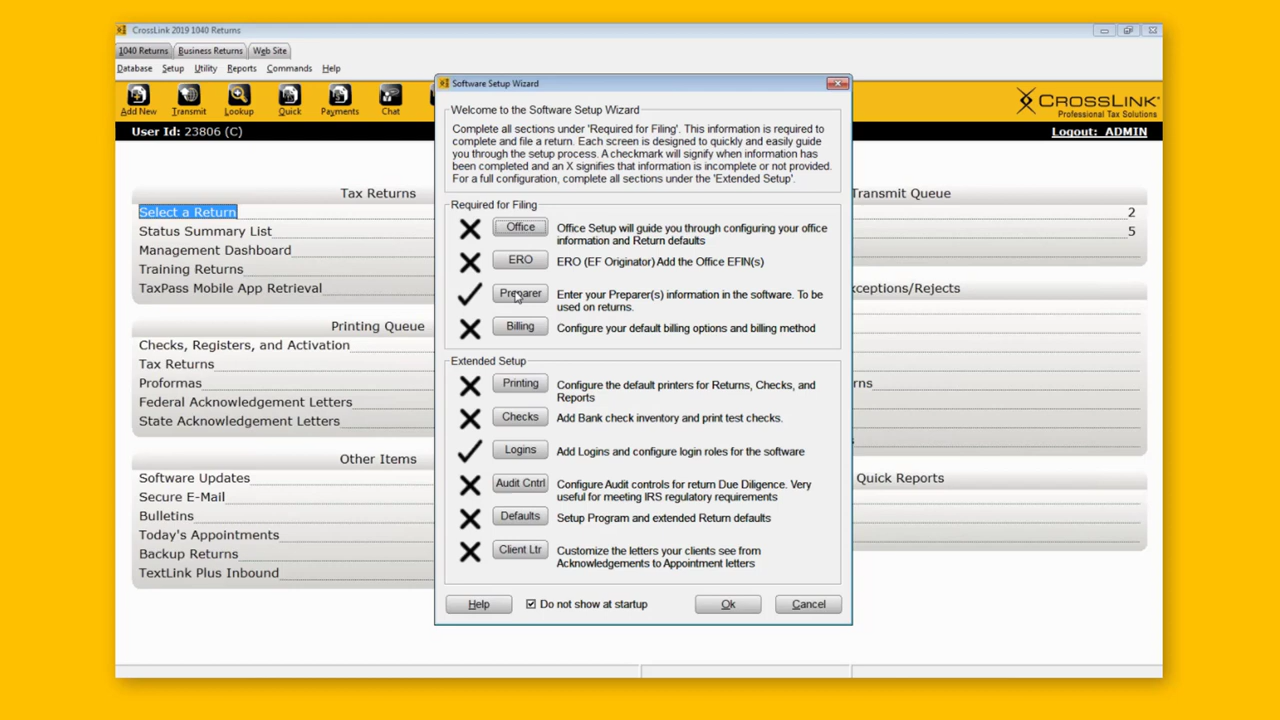 CrossLink 2019 1040 Returns
1040 Returns Business Returns Web Site
Database Setup Utility Reports Commands Help
Add New Transmit Lookup Quick Payments Chat
CROSSLINK
Professional Tax Solutions
User Id: 23806 (C)
Logout: ADMIN
Tax Returns
Select a Return
Status Summary List
Management Dashboard
Training Returns
TaxPass Mobile App Retrieval
Printing Queue
Checks, Registers, and Activation
Tax Returns
Proformas
Federal Acknowledgement Letters
State Acknowledgement Letters
Other Items
Software Updates
Secure E-Mail
Bulletins
Today's Appointments
Backup Returns
TextLink Plus Inbound
Software Setup Wizard
Welcome to the Software Setup Wizard
Complete all sections under 'Required for Filing'. This information is required to
complete and file a return. Each screen is designed to quickly and easily guide
you through the setup process. A checkmark will signify when information has
been completed and an X signifies that information is incomplete or not provided.
For a full configuration, complete all sections under the 'Extended Setup'.
Required for Filing
Office Office Setup will guide you through configuring your office
information and Return defaults
ERO ERO (EF Originator) Add the Office EFIN(s)
Preparer Enter your Preparer(s) information in the software. To be
used on returns.
Billing Configure your default billing options and billing method
Extended Setup
Printing Configure the default printers for Returns, Checks, and
Reports
Checks Add Bank check inventory and print test checks.
Logins Add Logins and configure login roles for the software
Audit Cntrl Configure Audit controls for return Due Diligence. Very
useful for meeting IRS regulatory requirements
Defaults Setup Program and extended Return defaults
Client Ltr Customize the letters your clients see from
Acknowledgements to Appointment letters
Help Do not show at startup Ok Cancel
Transmit Queue
2
5
xceptions/Rejects
rns
Quick Reports